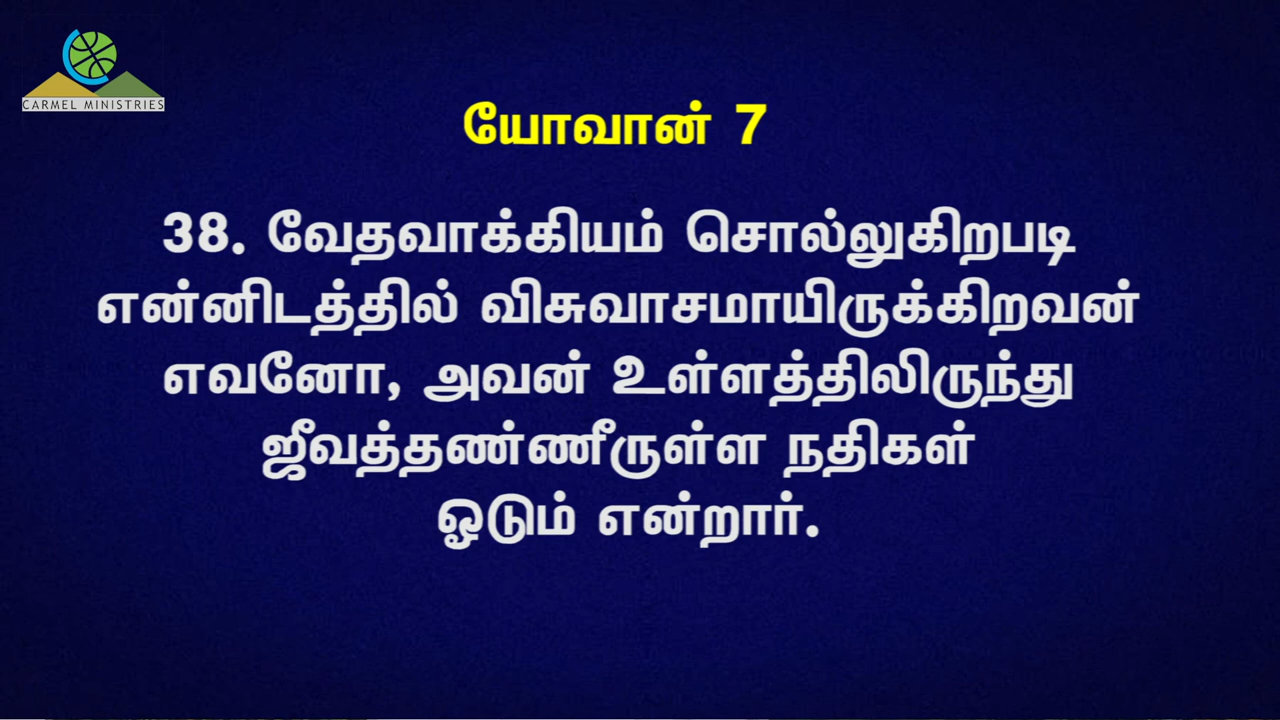 CARMEL MINISTRIES
யோவான் 7
38. வேதவாக்கியம் சொல்லுகிறபடி
என்னிடத்தில் விசுவாசமாயிருக்கிறவன்
எவனோ, அவன் உள்ளத்திலிருந்து
ஜீவத்தண்ணீருள்ள நதிகள்
ஓடும் என்றார்.